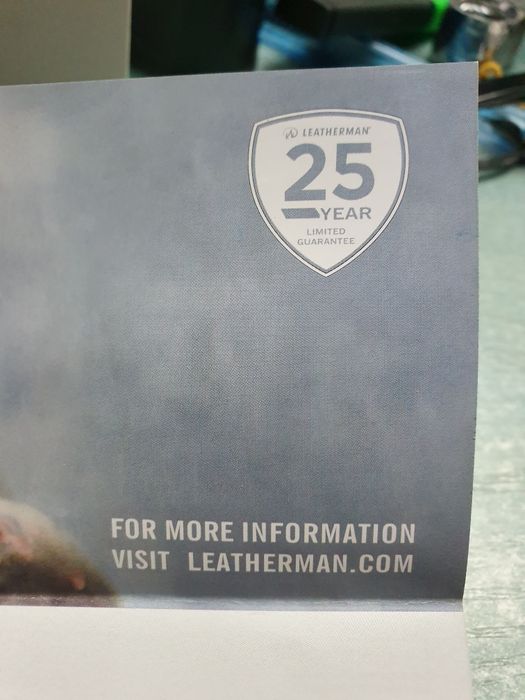 LEATHERMAN
25
YEAR
LIMITED
GUARANTEE
FOR MORE INFORMATION
VISIT LEATHERMAN.COM